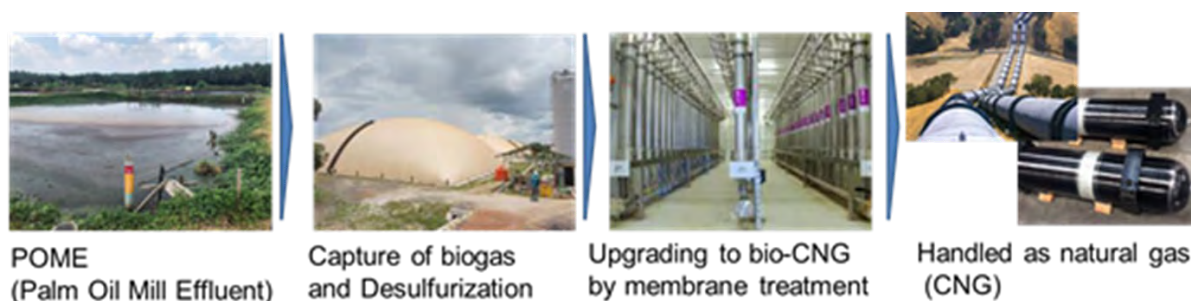 POME
(Palm Oil Mill Effluent)
Capture of biogas
and Desulfurization
Upgrading to bio-CNG
by membrane treatment
Handled as natural gas
(CNG)